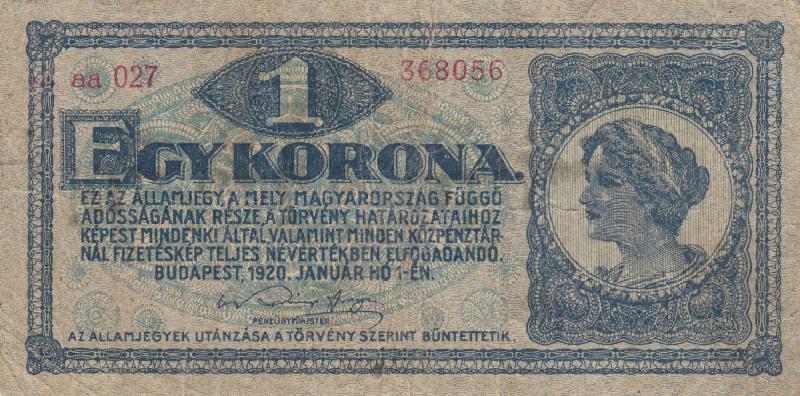 aa 027
368056
1
EGY KORONA.
EZ AZ ÁLLAMJEGY, A MELY MAGYARORSZÁG FÜGGŐ
ADÓSSÁGÁNAK RÉSZE, A TÖRVÉNY HATÁROZATAIHOZ
KÉPEST MINDENKI ÁLTAL, VALAMINT MINDEN KÖZPÉNZTÁR-
NÁL FIZETÉSKÉP TELJES NÉVÉRTÉKBEN ELFOGADANDÓ.
BUDAPEST, 1920. JANUÁR HÓ 1-ÉN.
PÉNZÜGYMINISTER
AZ ÁLLAMJEGYEK UTÁNZÁSA A TÖRVÉNY SZERINT BÜNTETTETIK.